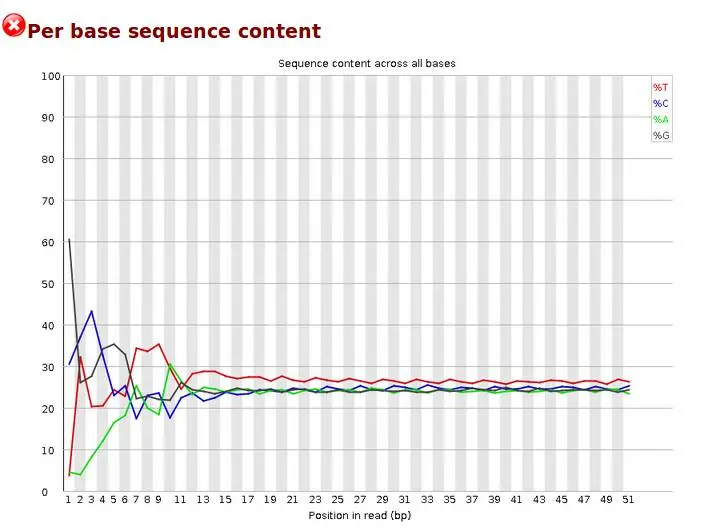 Per base sequence content
Sequence content across all bases
%T
%C
%A
%G
100
90
80
70
60
50
40
30
20
10
0
1 2 3 4 5 6 7 8 9 11 13 15 17 19 21 23 25 27 29 31 33 35 37 39 41 43 45 47 49 51
Position in read (bp)